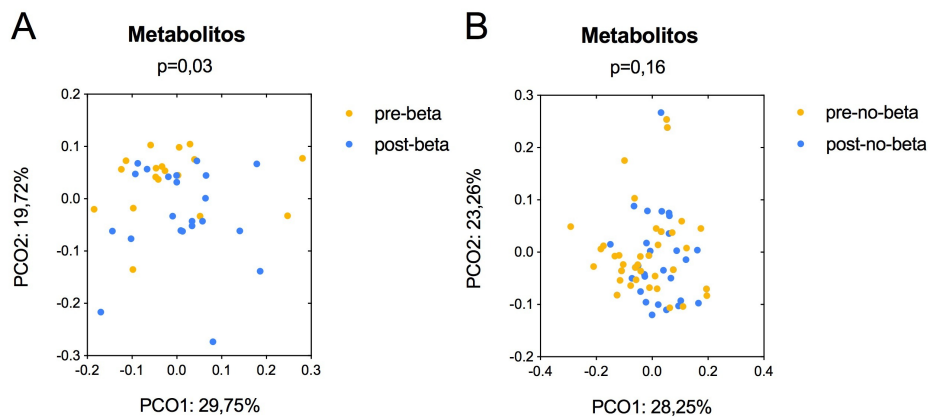 A
Metabolitos
p=0,03
pre-beta
post-beta
PCO2: 19,72%
0.2
0.1
0.0
-0.1
-0.2
-0.3
-0.2
-0.1
0.0
0.1
0.2
0.3
PCO1: 29,75%
B
Metabolitos
p=0,16
pre-no-beta
post-no-beta
PCO2: 23,26%
0.3
0.2
0.1
0.0
-0.1
-0.2
-0.4
-0.2
0.0
0.2
0.4
PCO1: 28,25%